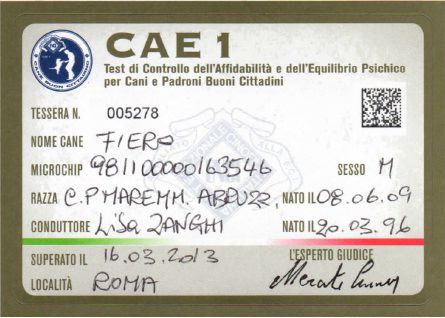 CAE 1
Test di Controllo dell'Affidabilità e dell'Equilibrio Psichico
per Cani e Padroni Buoni Cittadini
TESSERA N. 005278
NOME CANE FIERO
MICROCHIP 981100000163546 SESSO M
RAZZA C.P MAREMM. ABRUZZ. NATO IL 08.06.09
CONDUTTORE LISA ZANGHI NATO IL 20.03.96
SUPERATO IL 16.03.2013 L'ESPERTO GIUDICE
LOCALITÀ ROMA